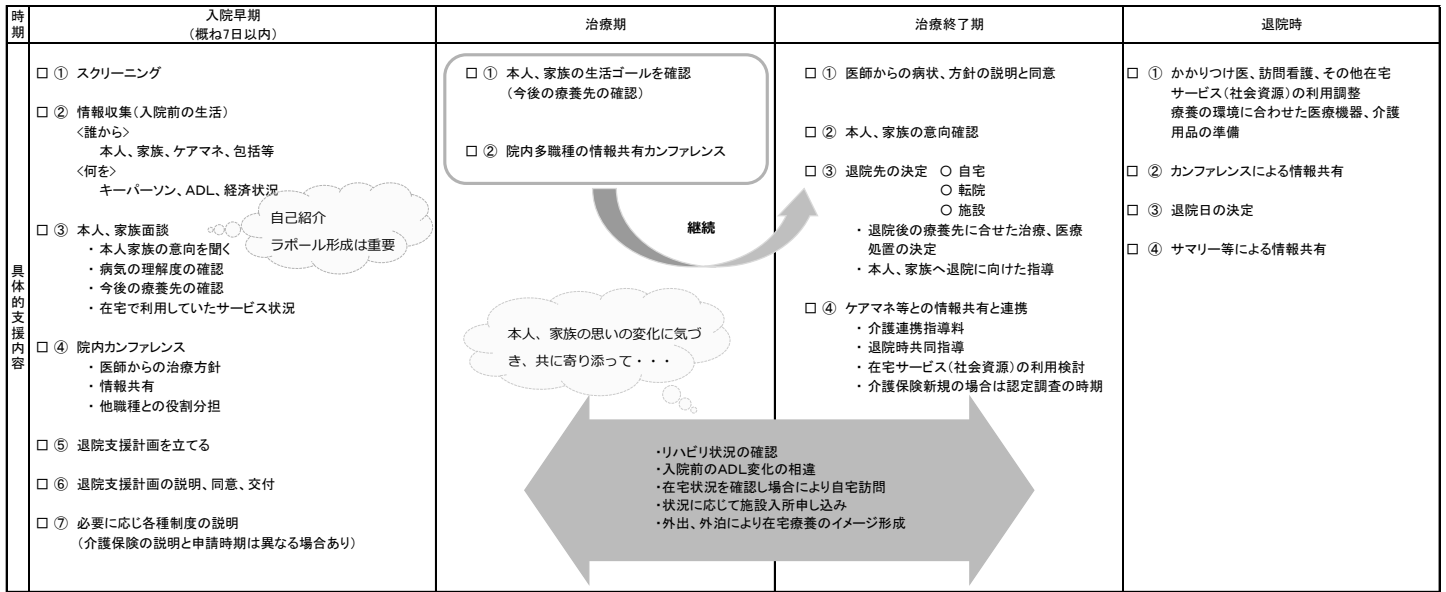 時期
入院早期
（概ね7日以内）
治療期
治療終了期
退院時
具体的支援内容
□ ① スクリーニング
□ ② 情報収集（入院前の生活）
<誰から>
本人、家族、ケアマネ、包括等
<何を>
キーパーソン、ADL、経済状況
□ ③ 本人、家族面談
・本人家族の意向を聞く
・病気の理解度の確認
・今後の療養先の確認
・在宅で利用していたサービス状況
自己紹介
ラポール形成は重要
□ ④ 院内カンファレンス
・医師からの治療方針
・情報共有
・他職種との役割分担
□ ⑤ 退院支援計画を立てる
□ ⑥ 退院支援計画の説明、同意、交付
□ ⑦ 必要に応じ各種制度の説明
（介護保険の説明と申請時期は異なる場合あり）
□ ① 本人、家族の生活ゴールを確認
（今後の療養先の確認）
□ ② 院内多職種の情報共有カンファレンス
継続
本人、家族の思いの変化に気づ
き、共に寄り添って・・・
・リハビリ状況の確認
・入院前のADL変化の相違
・在宅状況を確認し場合により自宅訪問
・状況に応じて施設入所申し込み
・外出、外泊により在宅療養のイメージ形成
□ ① 医師からの病状、方針の説明と同意
□ ② 本人、家族の意向確認
□ ③ 退院先の決定 ○ 自宅
○ 転院
○ 施設
・退院後の療養先に合せた治療、医療
処置の決定
・本人、家族へ退院に向けた指導
□ ④ ケアマネ等との情報共有と連携
・介護連携指導料
・退院時共同指導
・在宅サービス（社会資源）の利用検討
・介護保険新規の場合は認定調査の時期
□ ① かかりつけ医、訪問看護、その他在宅
サービス（社会資源）の利用調整
療養の環境に合わせた医療機器、介護
用品の準備
□ ② カンファレンスによる情報共有
□ ③ 退院日の決定
□ ④ サマリー等による情報共有